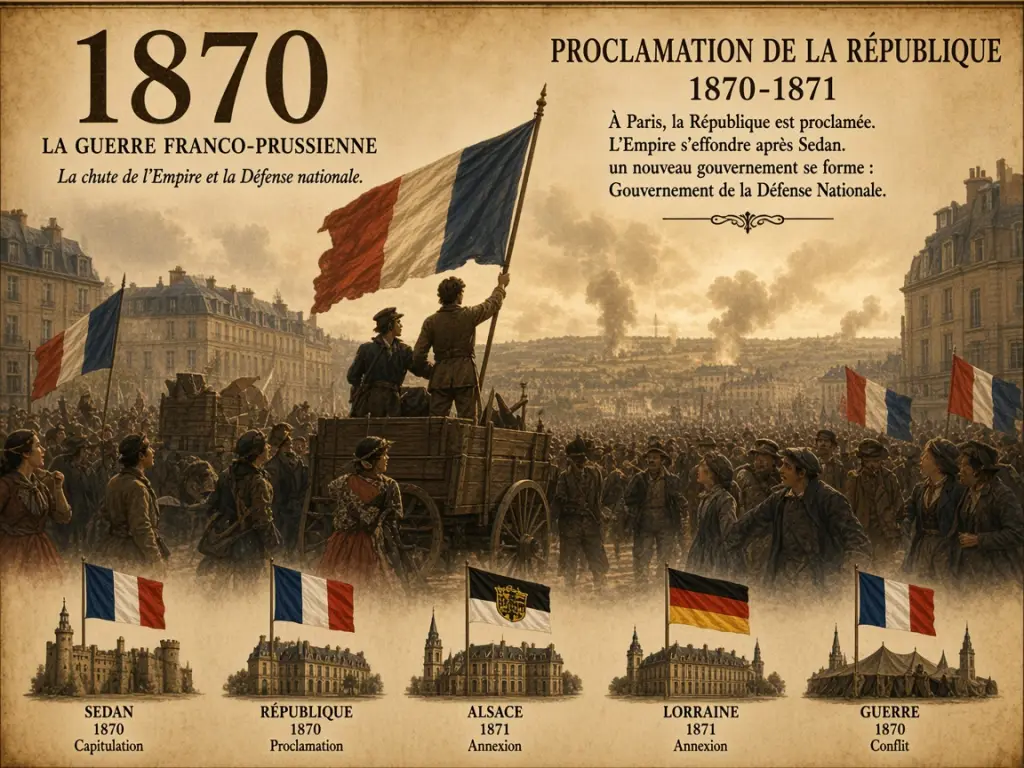 1870
LA GUERRE FRANCO-PRUSSIENNE
La chute de l'Empire et la Défense nationale.
PROCLAMATION DE LA RÉPUBLIQUE
1870-1871
À Paris, la République est proclamée.
L'Empire s'effondre après Sedan.
un nouveau gouvernement se forme :
Gouvernement de la Défense Nationale.
SEDAN
1870
Capitulation
RÉPUBLIQUE
1870
Proclamation
ALSACE
1871
Annexion
LORRAINE
1871
Annexion
GUERRE
1870
Conflit